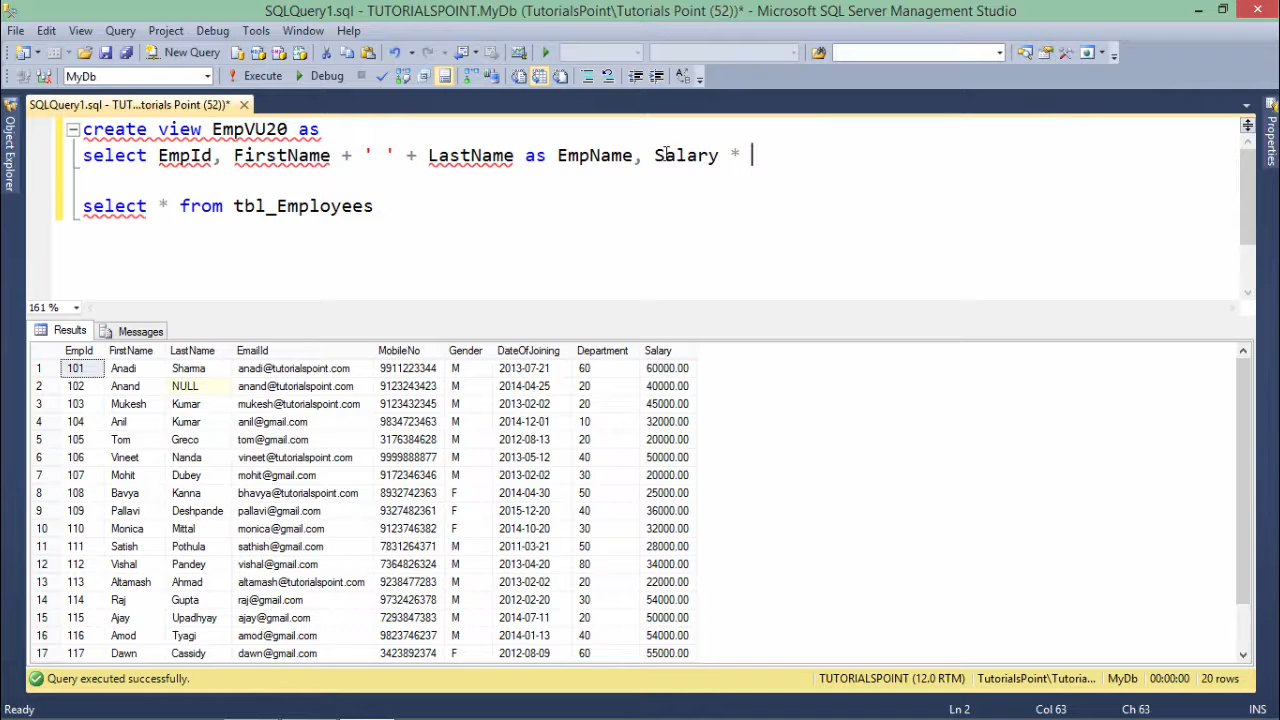 SQLQuery1.sql - TUTORIALSPOINT.MyDb (TutorialsPoint\Tutorials Point (52))* - Microsoft SQL Server Management Studio
File Edit View Query Project Debug Tools Window Help
New Query
MyDb Execute Debug
SQLQuery1.sql - TUT...torials Point (52))*
Object Explorer
Properties
create view EmpVU20 as
select EmpId, FirstName + ' ' + LastName as EmpName, Salary *
select * from tbl_Employees
161 %
Results Messages
EmpId FirstName LastName EmailId MobileNo Gender DateOfJoining Department Salary
1 101 Anadi Sharma anadi@tutorialspoint.com 9911223344 M 2013-07-21 60 60000.00
2 102 Anand NULL anand@tutorialspoint.com 9123243423 M 2014-04-25 20 40000.00
3 103 Mukesh Kumar mukesh@tutorialspoint.com 9123432345 M 2013-02-02 20 45000.00
4 104 Anil Kumar anil@gmail.com 9834723463 M 2014-12-01 10 32000.00
5 105 Tom Greco tom@gmail.com 3176384628 M 2012-08-13 20 20000.00
6 106 Vineet Nanda vineet@tutorialspoint.com 9999888877 M 2013-05-12 40 50000.00
7 107 Mohit Dubey mohit@gmail.com 9172346346 M 2013-02-02 30 20000.00
8 108 Bavya Kanna bhavya@tutorialspoint.com 8932742363 F 2014-04-30 50 25000.00
9 109 Pallavi Deshpande pallavi@gmail.com 9327482361 F 2015-12-20 40 36000.00
10 110 Monica Mittal monica@gmail.com 9123746382 F 2014-10-20 30 32000.00
11 111 Satish Pothula sathish@gmail.com 7831264371 M 2011-03-21 50 28000.00
12 112 Vishal Pandey vishal@gmail.com 7364826324 M 2013-04-20 80 34000.00
13 113 Altamash Ahmad altamash@tutorialspoint.com 9238477283 M 2013-02-02 20 22000.00
14 114 Raj Gupta raj@gmail.com 9732426378 M 2012-02-20 30 54000.00
15 115 Ajay Upadhyay ajay@gmail.com 7293847383 M 2014-07-11 20 50000.00
16 116 Amod Tyagi amod@gmail.com 9823746237 M 2014-01-13 40 54000.00
17 117 Dawn Cassidy dawn@gmail.com 3423892374 F 2012-08-09 60 55000.00
Query executed successfully. TUTORIALSPOINT (12.0 RTM) TutorialsPoint\Tutoria... MyDb 00:00:00 20 rows
Ready Ln 2 Col 63 Ch 63 INS